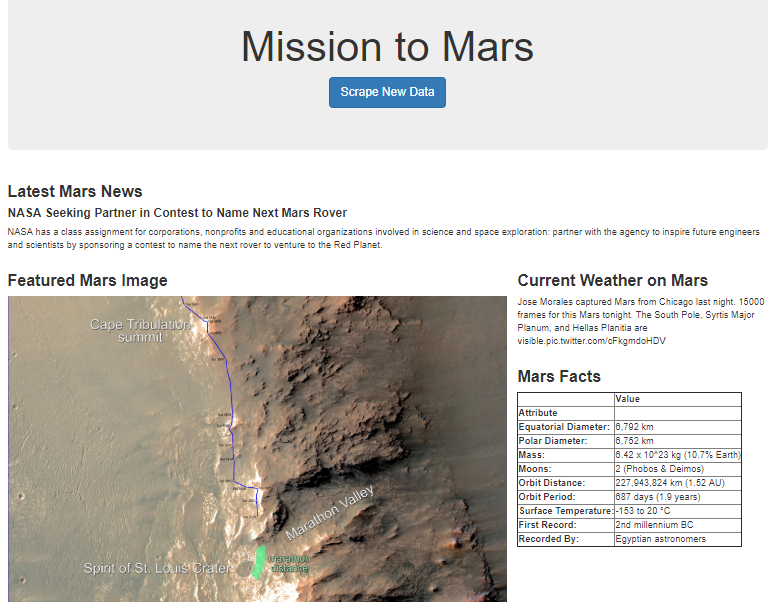 Mission to Mars
Scrape New Data
Latest Mars News
NASA Seeking Partner in Contest to Name Next Mars Rover
NASA has a class assignment for corporations, nonprofits and educational organizations involved in science and space exploration: partner with the agency to inspire future engineers
and scientists by sponsoring a contest to name the next rover to venture to the Red Planet.
Featured Mars Image
Cape Tribulation
summit
Marathon Valley
marathon
distance
Spirit of St. Louis Crater
Current Weather on Mars
Jose Morales captured Mars from Chicago last night. 15000
frames for this Mars tonight. The South Pole, Syrtis Major
Planum, and Hellas Planitia are
visible.pic.twitter.com/cFkgmdoHDV
Mars Facts
Value
Attribute
Equatorial Diameter: 6,792 km
Polar Diameter: 6,752 km
Mass: 6.42 x 10^23 kg (10.7% Earth)
Moons: 2 (Phobos & Deimos)
Orbit Distance: 227,943,824 km (1.52 AU)
Orbit Period: 687 days (1.9 years)
Surface Temperature: -153 to 20 °C
First Record: 2nd millennium BC
Recorded By: Egyptian astronomers